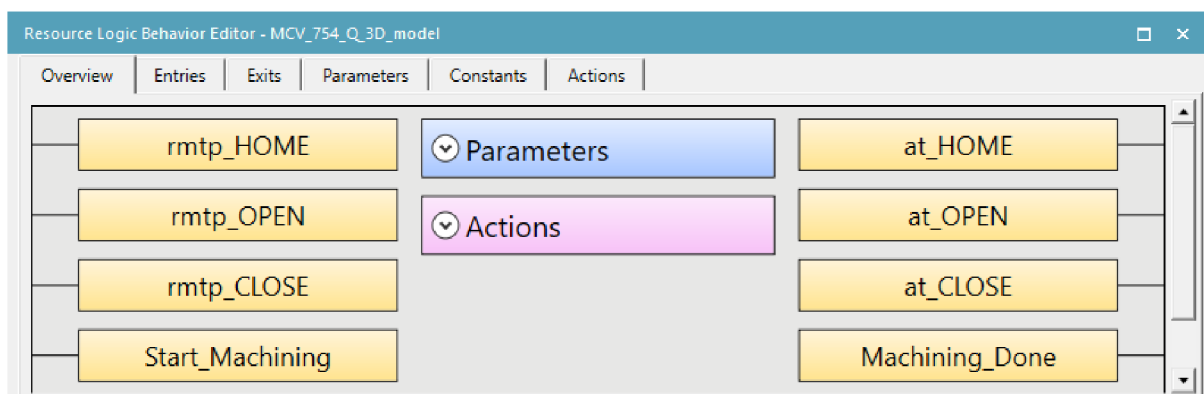 Resource Logic Behavior Editor - MCV_754_Q_3D_model
Overview Entries Exits Parameters Constants Actions
rmtp_HOME Parameters at_HOME
rmtp_OPEN Actions at_OPEN
rmtp_CLOSE at_CLOSE
Start_Machining Machining_Done